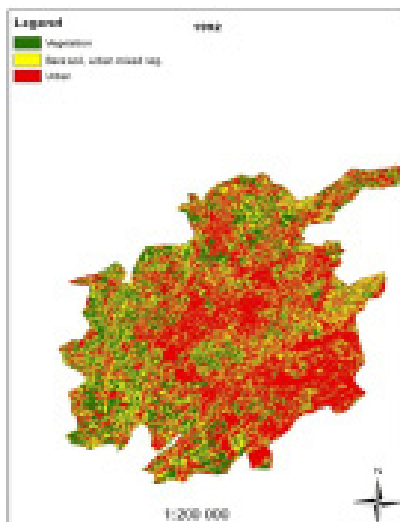 Legend
1992
Vegetation
Bare soil, urban mixed veg.
Urban
N
1:200 000